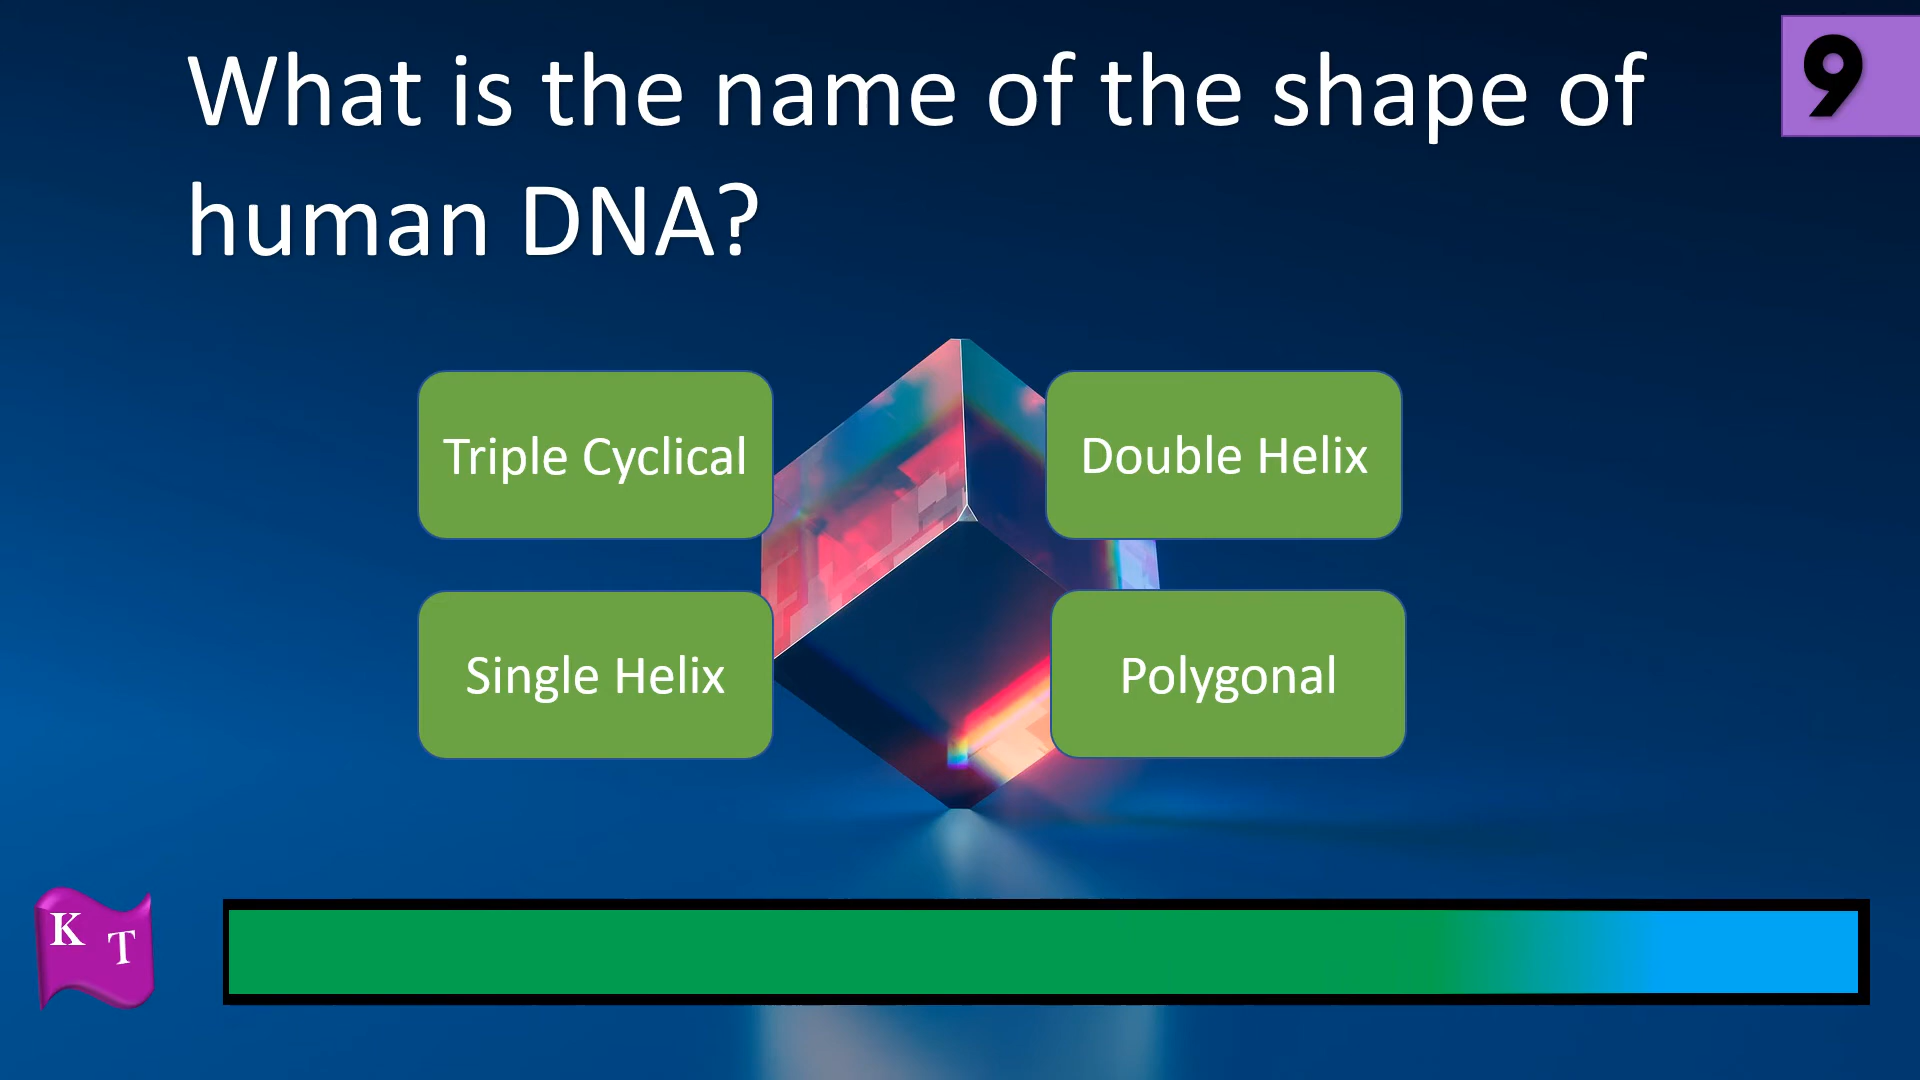 What is the name of the shape of
human DNA?
9
Triple Cyclical
Double Helix
Single Helix
Polygonal
K T